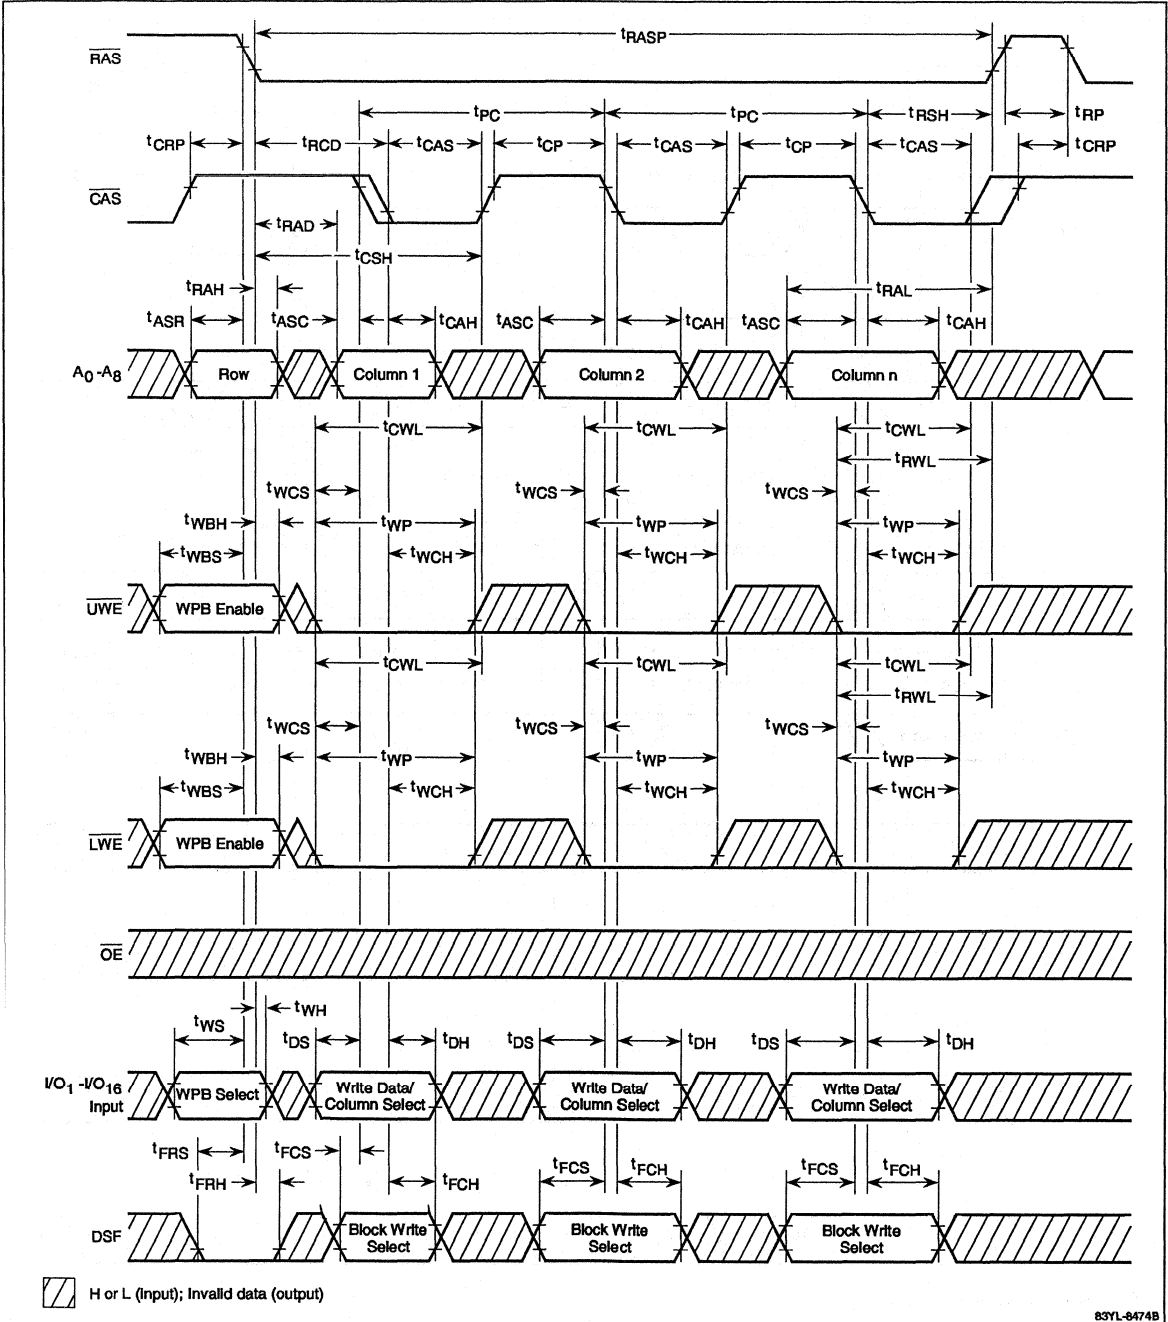 tRASP
RAS
tPC tPC tRSH tRP
tCRP tRCD tCAS tCP tCAS tCP tCAS tCRP
CAS
tRAD
tCSH
tRAH tRAL
tASR tASC tCAH tASC tCAH tASC tCAH
A0-A8 Row Column 1 Column 2 Column n
tCWL tCWL tCWL
tRWL
tWCS tWCS tWCS
tWBH tWP tWP tWP
tWBS tWCH tWCH tWCH
UWE WPB Enable
tCWL tCWL tCWL
tRWL
tWCS tWCS tWCS
tWBH tWP tWP tWP
tWBS tWCH tWCH tWCH
LWE WPB Enable
OE
tWS tWH tDS tDH tDS tDH tDS tDH
I/O1-I/O16 WPB Select Write Data/ Write Data/ Write Data/
Input Column Select Column Select Column Select
tFRS tFCS tFCS tFCH tFCS tFCH
tFRH tFCH
DSF Block Write Block Write Block Write
Select Select Select
H or L (Input); Invalid data (output)
83YL-8474B